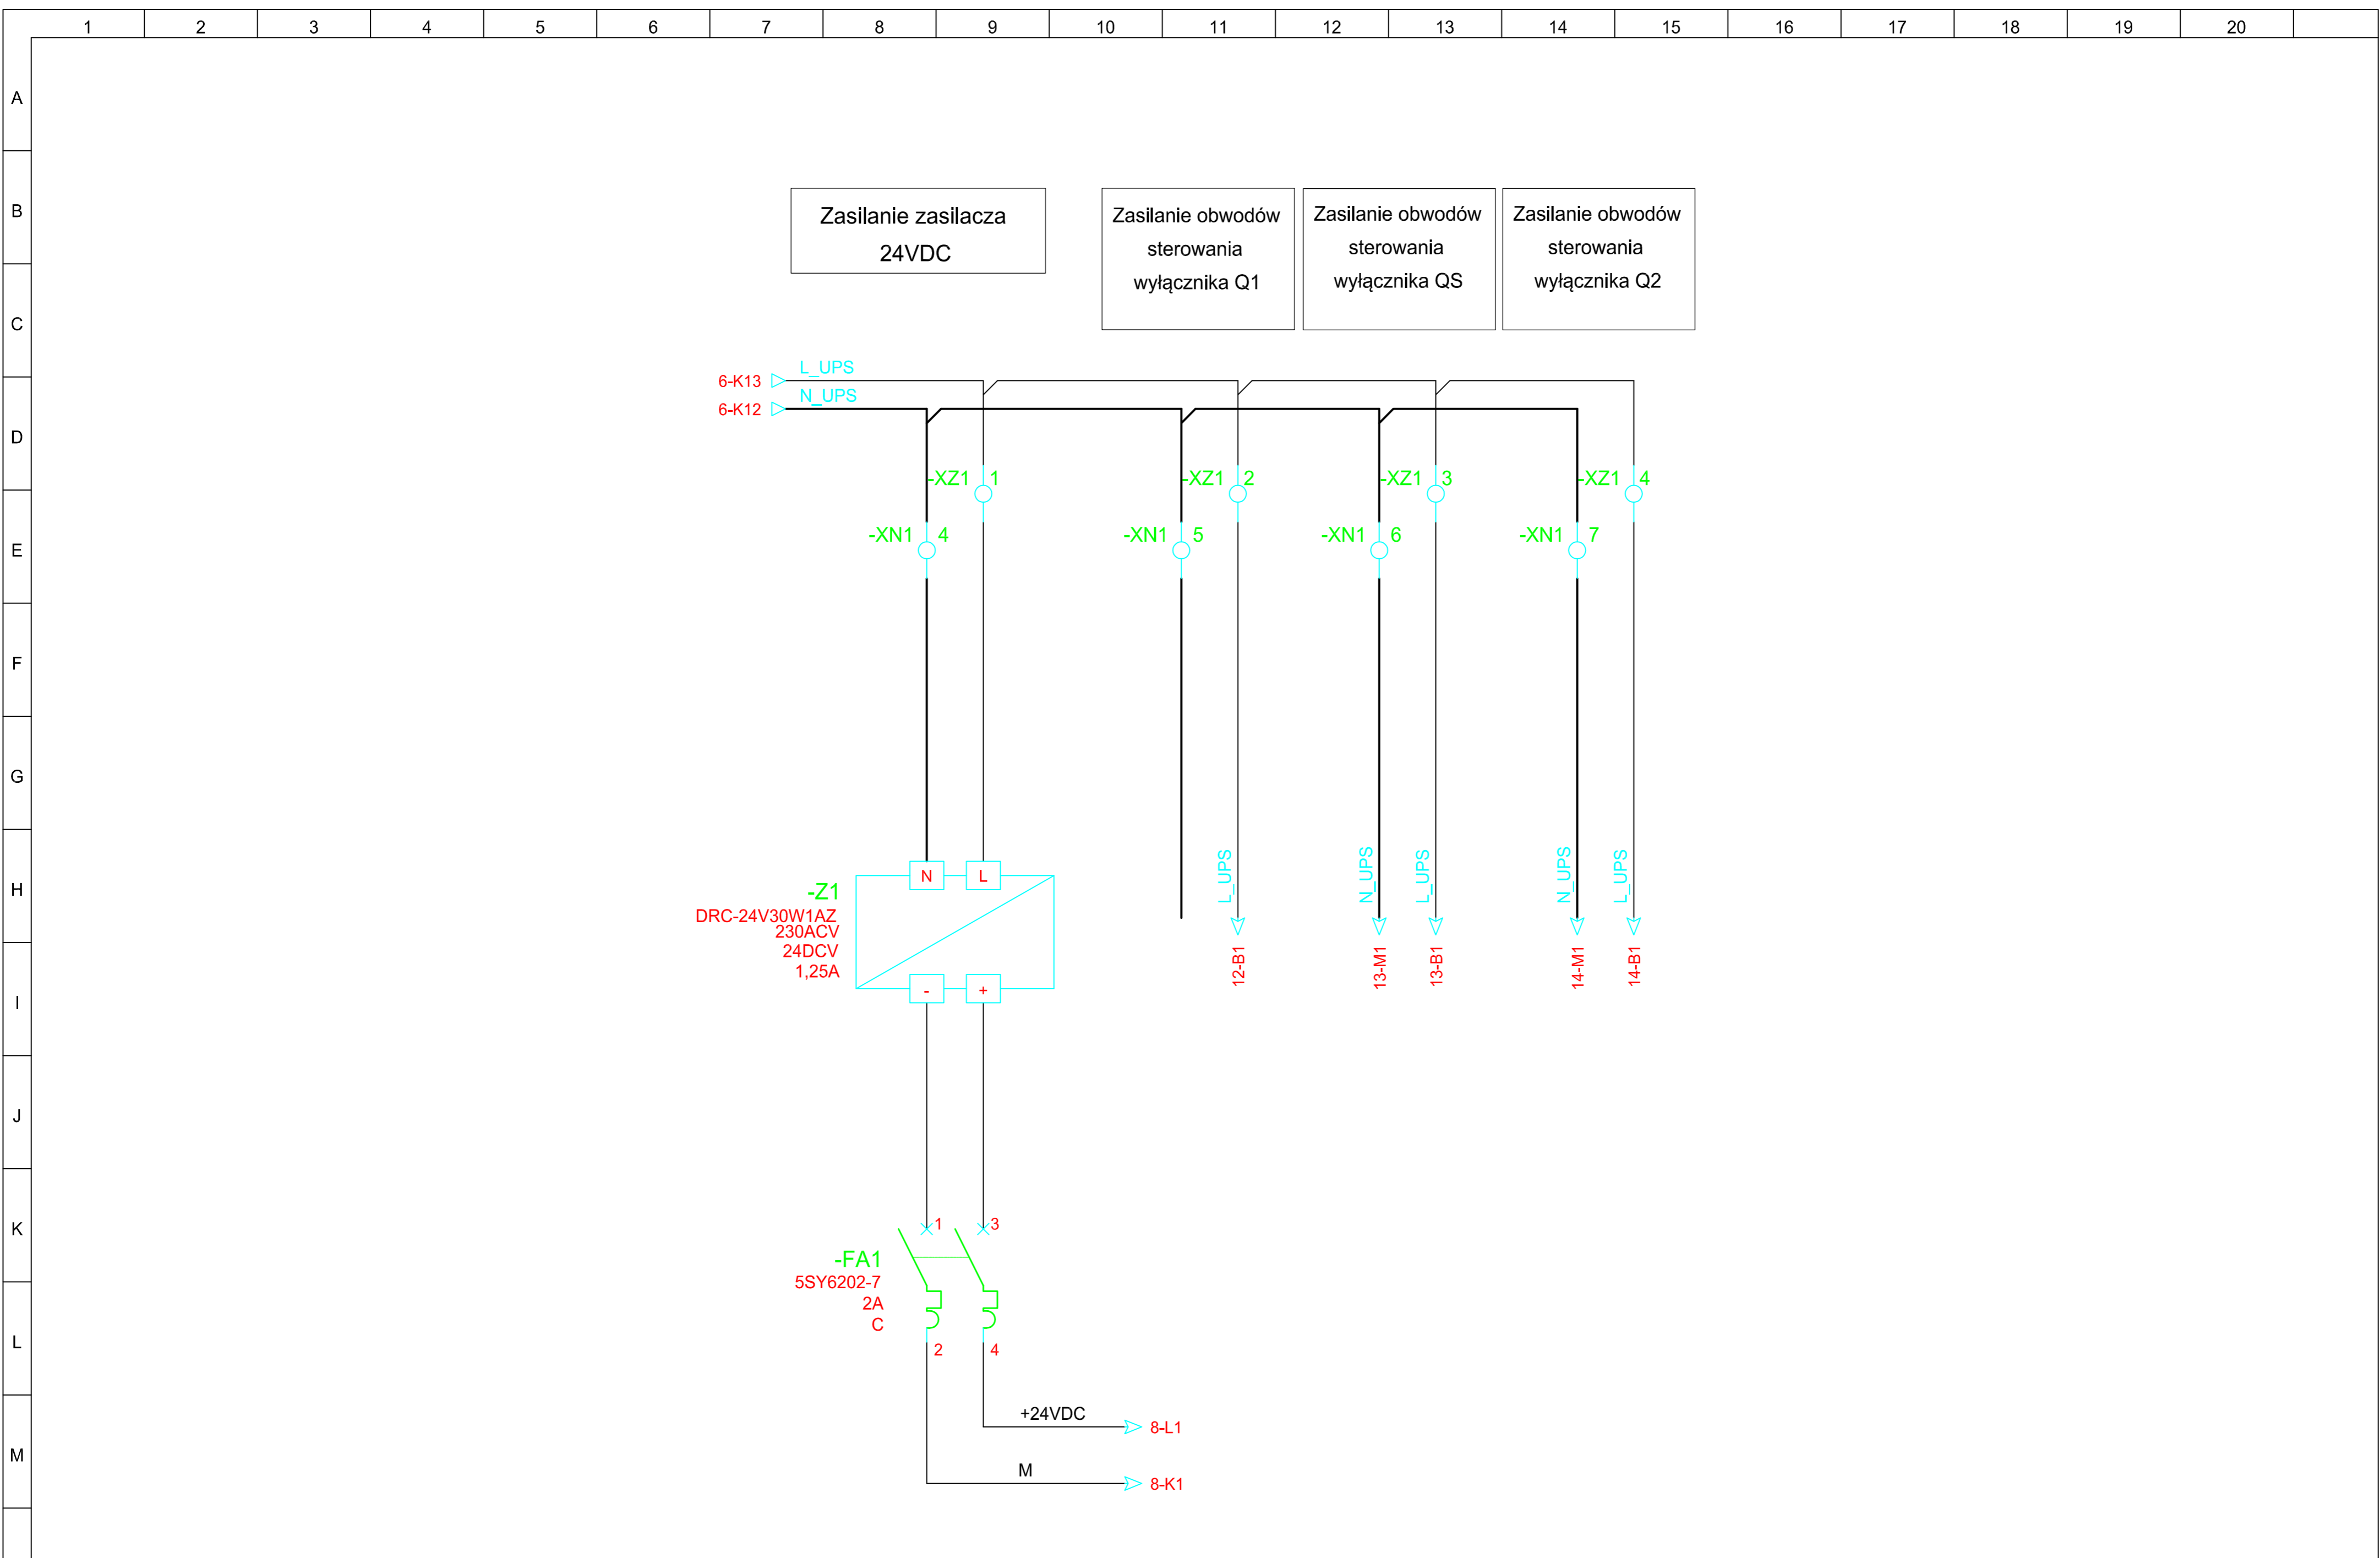 1 2 3 4 5 6 7 8 9 10 11 12 13 14 15 16 17 18 19 20
A
B
C
D
E
F
G
H
I
J
K
L
M
Zasilanie zasilacza
24VDC
Zasilanie obwodów
sterowania
wyłącznika Q1
Zasilanie obwodów
sterowania
wyłącznika QS
Zasilanie obwodów
sterowania
wyłącznika Q2
6-K13 L_UPS
6-K12 N_UPS
-XZ1 1
-XZ1 2
-XZ1 3
-XZ1 4
-XN1 4
-XN1 5
-XN1 6
-XN1 7
L_UPS
N_UPS
L_UPS
N_UPS
L_UPS
12-B1
13-M1
13-B1
14-M1
14-B1
N L
-Z1
DRC-24V30W1AZ
230ACV
24DCV
1,25A
- +
1 3
-FA1
5SY6202-7
2A
C
2 4
+24VDC 8-L1
M 8-K1